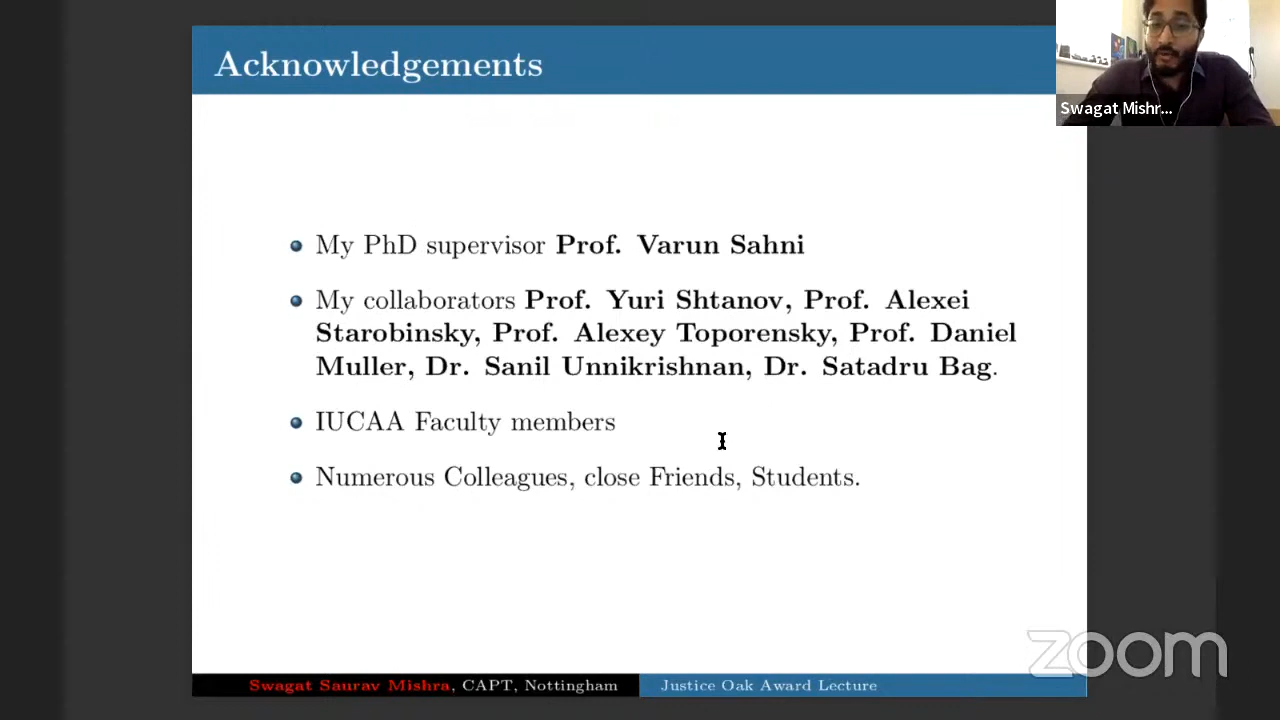 Acknowledgements
Swagat Mishr...
My PhD supervisor Prof. Varun Sahni
My collaborators Prof. Yuri Shtanov, Prof. Alexei
Starobinsky, Prof. Alexey Toporensky, Prof. Daniel
Muller, Dr. Sanil Unnikrishnan, Dr. Satadru Bag.
IUCAA Faculty members
Numerous Colleagues, close Friends, Students.
zoom
Swagat Saurav Mishra, CAPT, Nottingham
Justice Oak Award Lecture